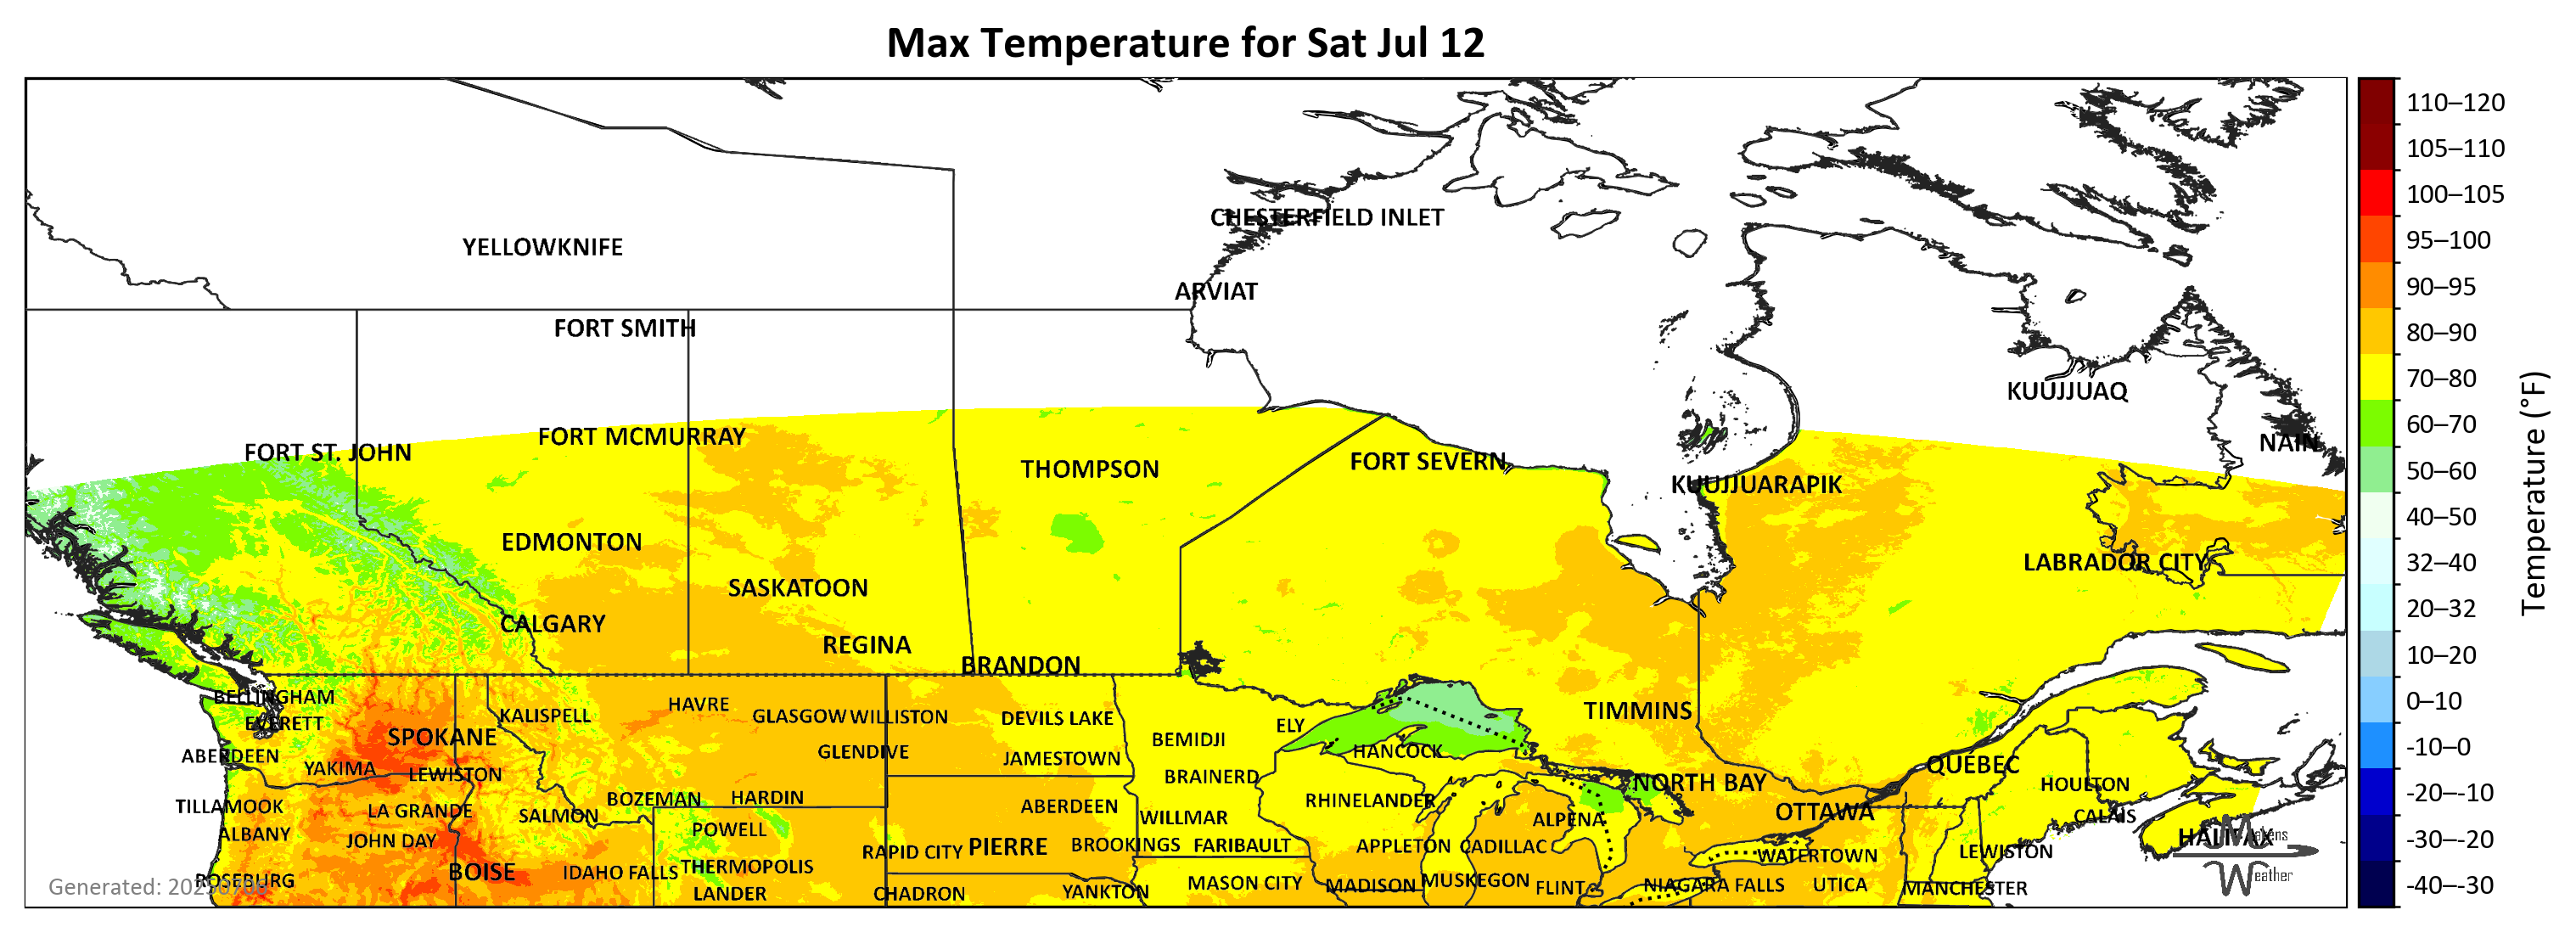 Max Temperature for Sat Jul 12
110–120
105–110
100–105
CHESTERFIELD INLET
95–100
YELLOWKNIFE
90–95
ARVIAT
FORT SMITH
80–90
70–80
KUUJJUAQ
60–70
FORT MCMURRAY
NAIN
FORT ST. JOHN
THOMPSON
FORT SEVERN
50–60
KUUJJUARAPIK
40–50
EDMONTON
LABRADOR CITY
32–40
SASKATOON
20–32
CALGARY
REGINA
BRANDON
10–20
BELLINGHAM
HAVRE
0–10
KALISPELL
GLASGOW
WILLISTON
DEVILS LAKE
TIMMINS
EVERETT
ELY
SPOKANE
BEMIDJI
-10–0
GLENDIVE
HANCOCK
ABERDEEN
JAMESTOWN
QUÉBEC
YAKIMA
LEWISTON
BRAINERD
NORTH BAY
HOULTON
-20–-10
BOZEMAN
HARDIN
RHINELANDER
TILLAMOOK
LA GRANDE
ABERDEEN
OTTAWA
SALMON
WILLMAR
ALPENA
CALAIS
POWELL
ALBANY
JOHN DAY
HALIFAX
Makens
-30–-20
RAPID CITY
PIERRE
BROOKINGS
FARIBAULT
APPLETON
CADILLAC
WATERTOWN
LEWISTON
THERMOPOLIS
BOISE
IDAHO FALLS
Weather
ROSEBURG
MASON CITY
MADISON
MUSKEGON
FLINT
NIAGARA FALLS
UTICA
MANCHESTER
-40–-30
LANDER
CHADRON
YANKTON
Generated:
Temperature (°F)